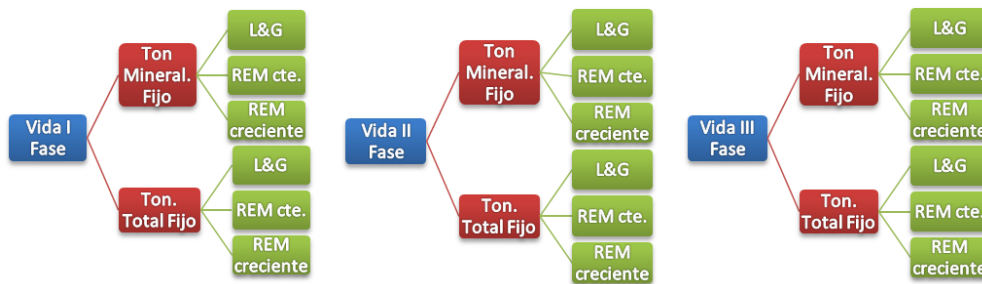 L&G
Ton
Mineral.
Fijo
REM cte.
REM
creciente
Vida I
Fase
L&G
Ton.
Total Fijo
REM cte.
REM
creciente
L&G
Ton
Mineral.
Fijo
REM cte.
REM
creciente
Vida II
Fase
L&G
Ton.
Total Fijo
REM cte.
REM
creciente
L&G
Ton
Mineral.
Fijo
REM cte.
REM
creciente
Vida III
Fase
L&G
Ton.
Total Fijo
REM cte.
REM
creciente